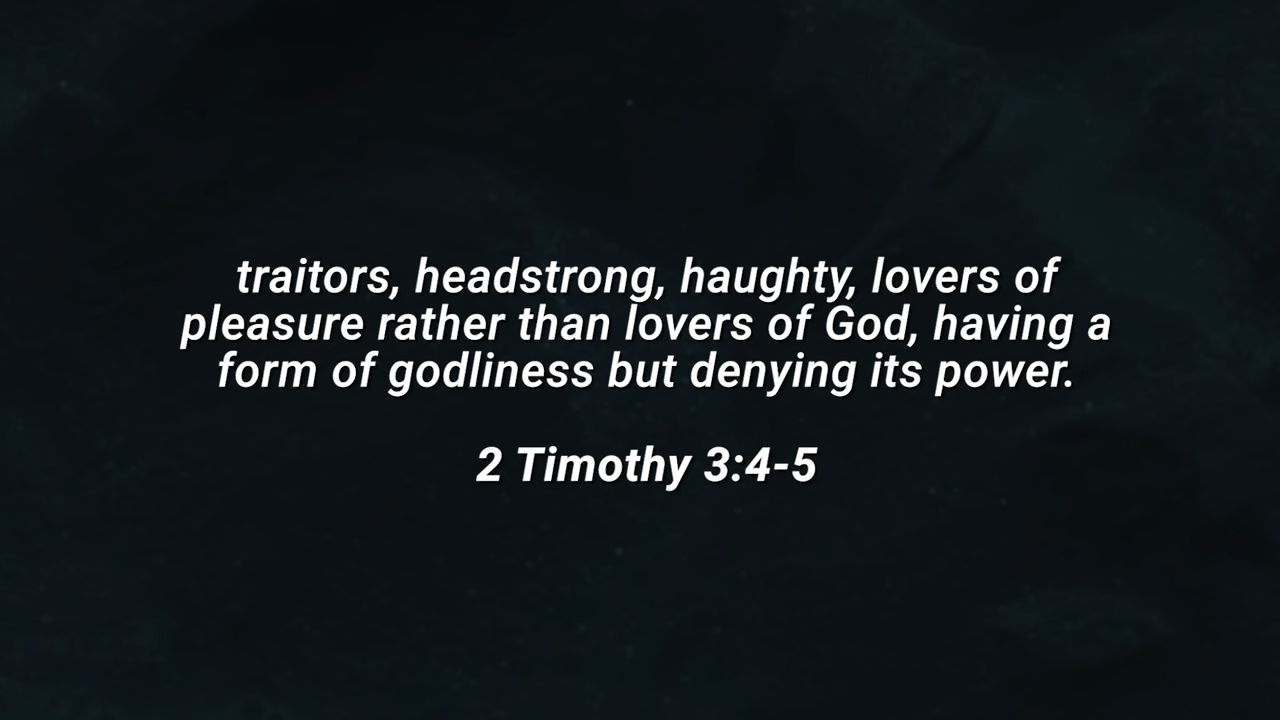 traitors, headstrong, haughty, lovers of
pleasure rather than lovers of God, having a
form of godliness but denying its power.
2 Timothy 3:4-5